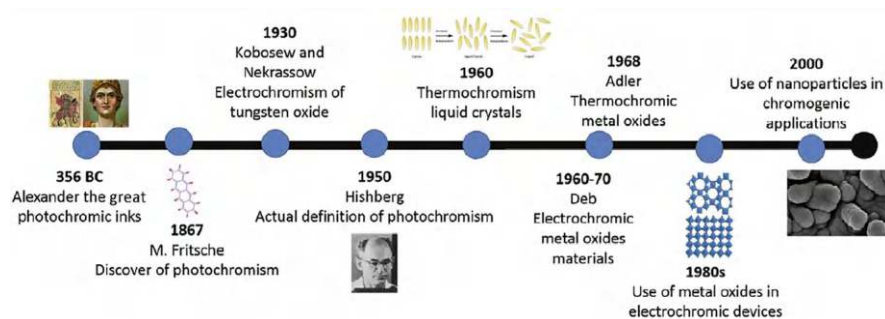 356 BC
Alexander the great
photochromic inks
1867
M. Fritsche
Discover of photochromism
1930
Kobosew and
Nekrassow
Electrochromism of
tungsten oxide
1950
Hishberg
Actual definition of photochromism
1960
Thermochromism
liquid crystals
1968
Adler
Thermochromic
metal oxides
1960-70
Deb
Electrochromic
metal oxides
materials
1980s
Use of metal oxides in
electrochromic devices
2000
Use of nanoparticles in
chromogenic
applications